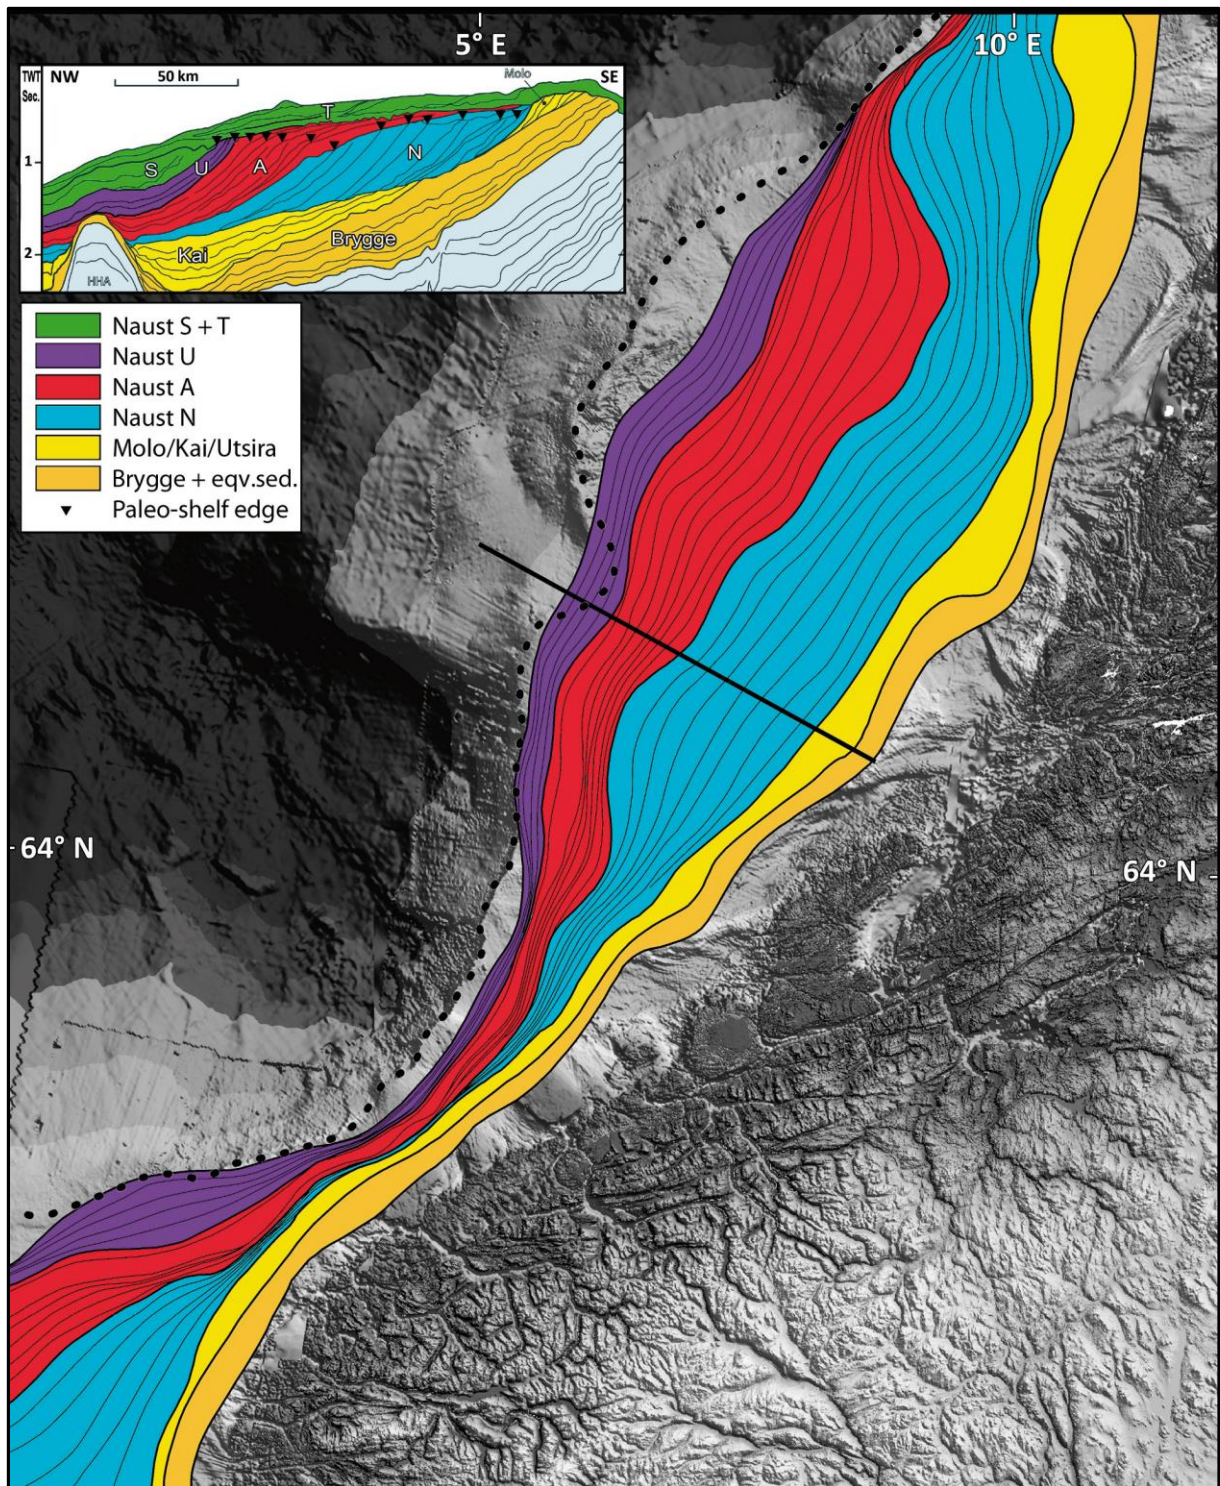 5° E
10° E
TWT
Sec.
NW
50 km
SE
Molo
T
S
U
A
N
1
Kai
Brygge
2
HHA
Naust S + T
Naust U
Naust A
Naust N
Molo/Kai/Utsira
Brygge + eqv.sed.
Paleo-shelf edge
64° N
64° N